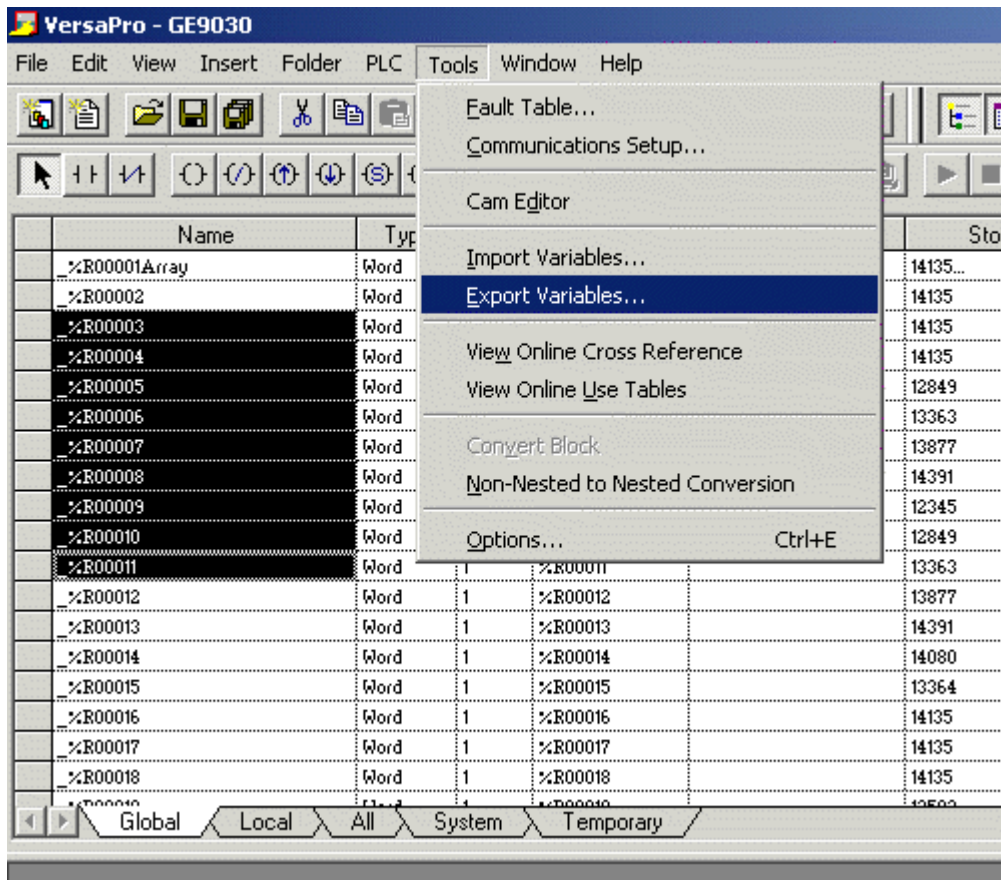 VersaPro - GE9030
File Edit View Insert Folder PLC Tools Window Help
Fault Table...
Communications Setup...
Cam Editor
Import Variables...
Export Variables...
View Online Cross Reference
View Online Use Tables
Convert Block
Non-Nested to Nested Conversion
Options... Ctrl+E
Name Typ Sto
_%R00001Array Word 14135...
_%R00002 Word 14135
_%R00003 Word 14135
_%R00004 Word 14135
_%R00005 Word 12849
_%R00006 Word 13363
_%R00007 Word 13877
_%R00008 Word 14391
_%R00009 Word 12345
_%R00010 Word 12849
_%R00011 Word 1 %R00011 13363
_%R00012 Word 1 %R00012 13877
_%R00013 Word 1 %R00013 14391
_%R00014 Word 1 %R00014 14080
_%R00015 Word 1 %R00015 13364
_%R00016 Word 1 %R00016 14135
_%R00017 Word 1 %R00017 14135
_%R00018 Word 1 %R00018 14135
Global Local All System Temporary